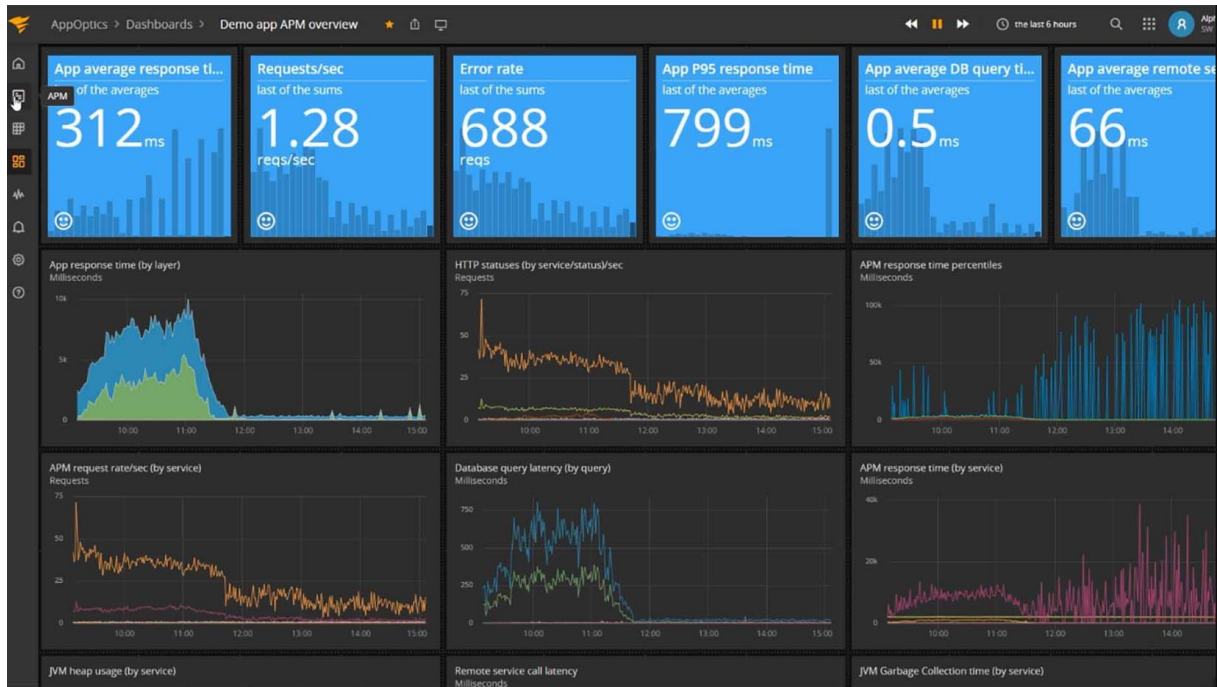 AppOptics > Dashboards > Demo app APM overview
the last 6 hours
A
SW
APM
App average response ti...
of the averages
312 ms
Requests/sec
last of the sums
1.28
reqs/sec
Error rate
last of the sums
688
reqs
App P95 response time
last of the averages
799 ms
App average DB query ti...
last of the averages
0.5 ms
App average remote se
last of the averages
66 ms
App response time (by layer)
Milliseconds
10k
5k
0
10:00 11:00 12:00 13:00 14:00 15:00
HTTP statuses (by service/status)/sec
Requests
75
50
25
0
10:00 11:00 12:00 13:00 14:00 15:00
APM response time percentiles
Milliseconds
100k
50k
0
10:00 11:00 12:00 13:00 14:00
APM request rate/sec (by service)
Requests
75
50
25
0
10:00 11:00 12:00 13:00 14:00 15:00
Database query latency (by query)
Milliseconds
750
500
250
0
10:00 11:00 12:00 13:00 14:00 15:00
APM response time (by service)
Milliseconds
40k
20k
0
10:00 11:00 12:00 13:00 14:00
JVM heap usage (by service)
Remote service call latency
Milliseconds
JVM Garbage Collection time (by service)